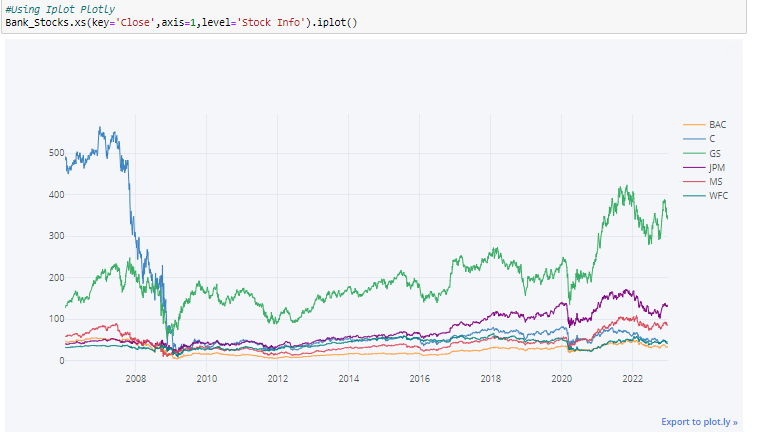 #Using Iplot Plotly
Bank_Stocks.xs(key='Close',axis=1,level='Stock Info').iplot()
BAC
C
GS
JPM
MS
WFC
500
400
300
200
100
0
2008 2010 2012 2014 2016 2018 2020 2022
Export to plot.ly »